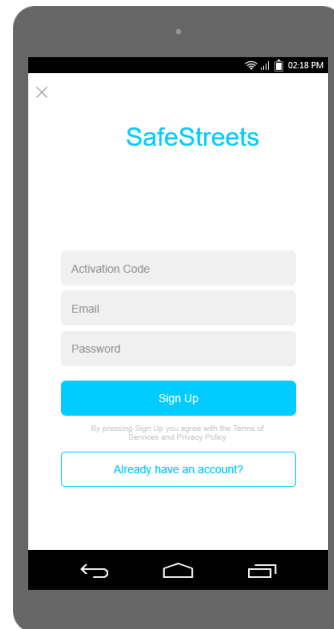 02:18 PM
SafeStreets
Activation Code
Email
Password
Sign Up
By pressing Sign Up you agree with the Terms of
Services and Privacy Policy
Already have an account?